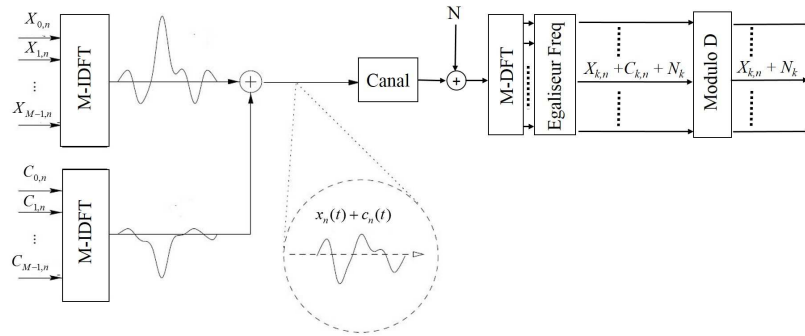 X_{0,n}
X_{1,n}
...
X_{M-1,n}
M-IDFT
C_{0,n}
C_{1,n}
...
C_{M-1,n}
M-IDFT
+
x_n(t) + c_n(t)
Canal
N
+
M-DFT
Egaliseur Freq
X_{k,n} + C_{k,n} + N_k
Modulo D
X_{k,n} + N_k